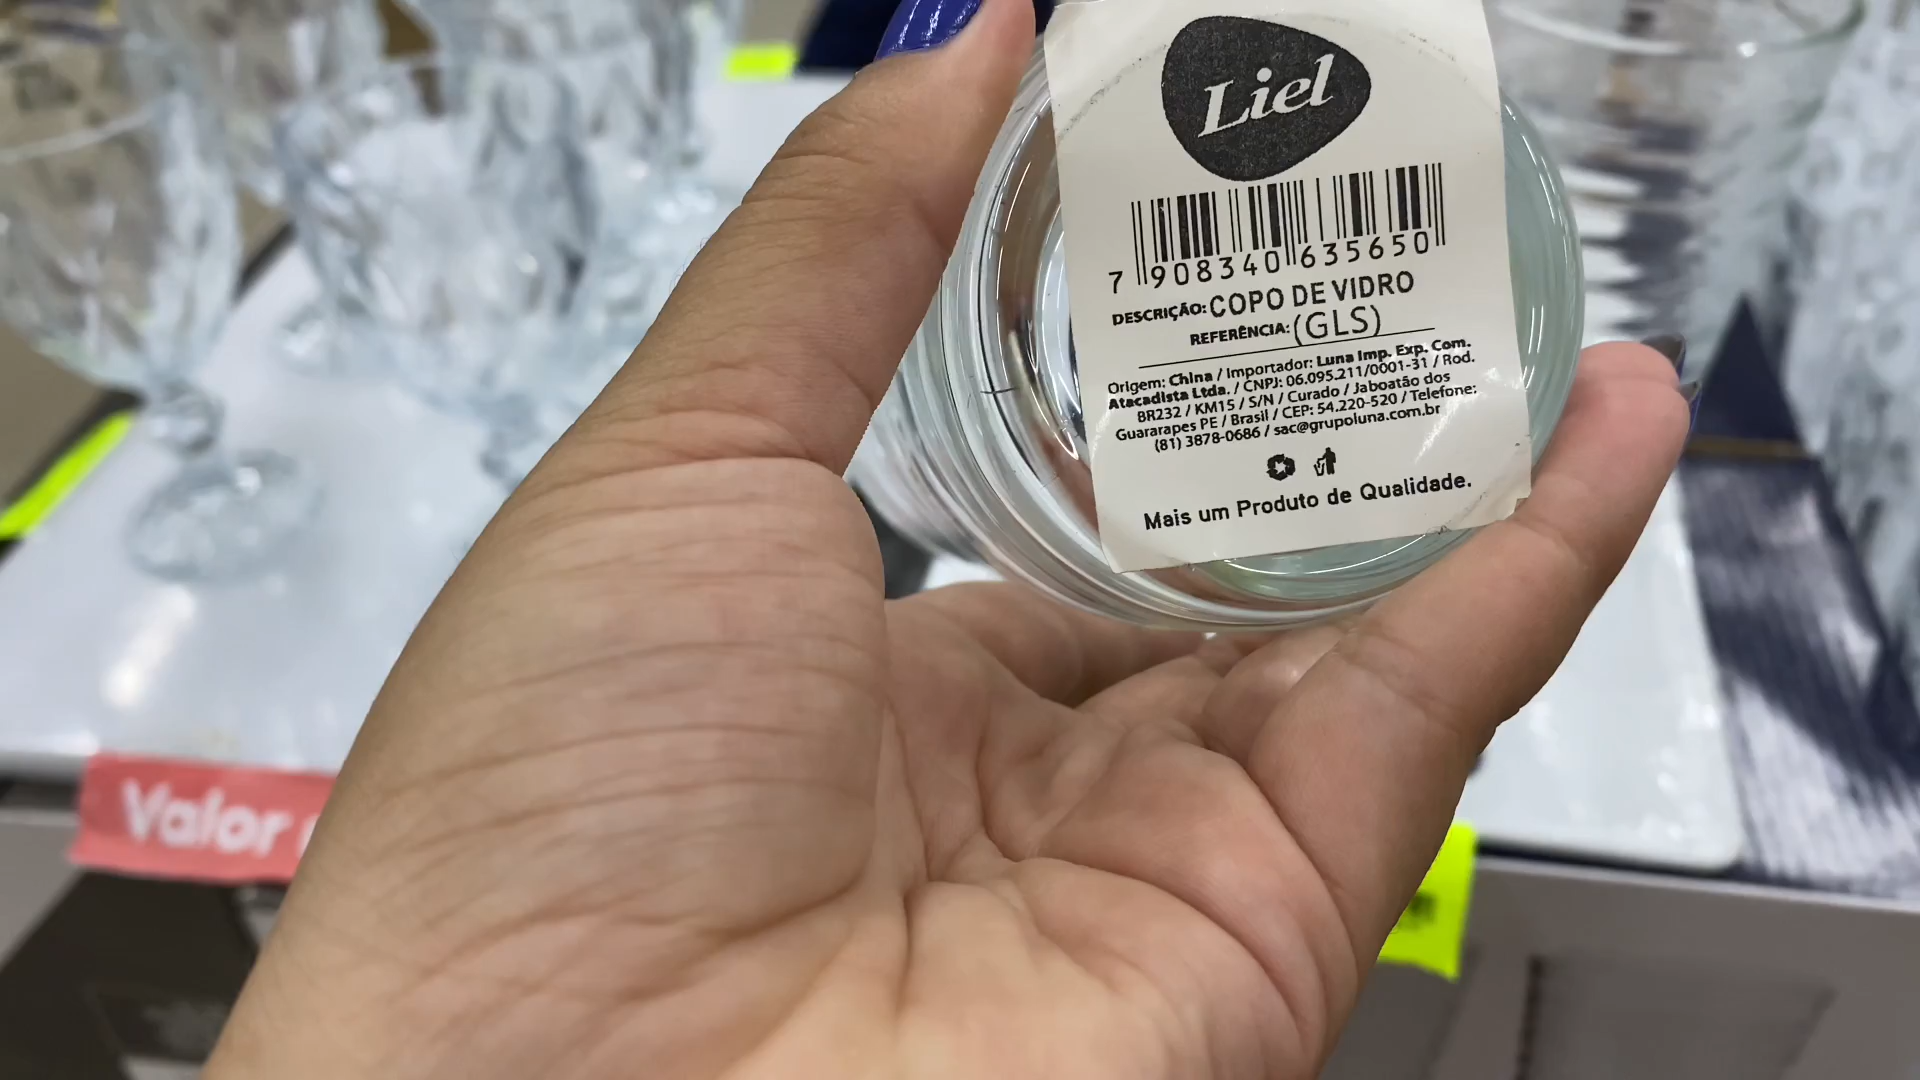 Liel
7 908340 635650
DESCRIÇÃO: COPO DE VIDRO
REFERÊNCIA: (GLS)
Origem: China / Importador: Luna Imp. Exp. Com.
Atacadista Ltda. / CNPJ: 06.095.211/0001-31 / Rod.
BR232 / KM15 / S/N / Curado / Jaboatão dos
Guararapes PE / Brasil / CEP: 54.220-520 / Telefone:
(81) 3878-0686 / sac@grupoluna.com.br
Mais um Produto de Qualidade.
Valor